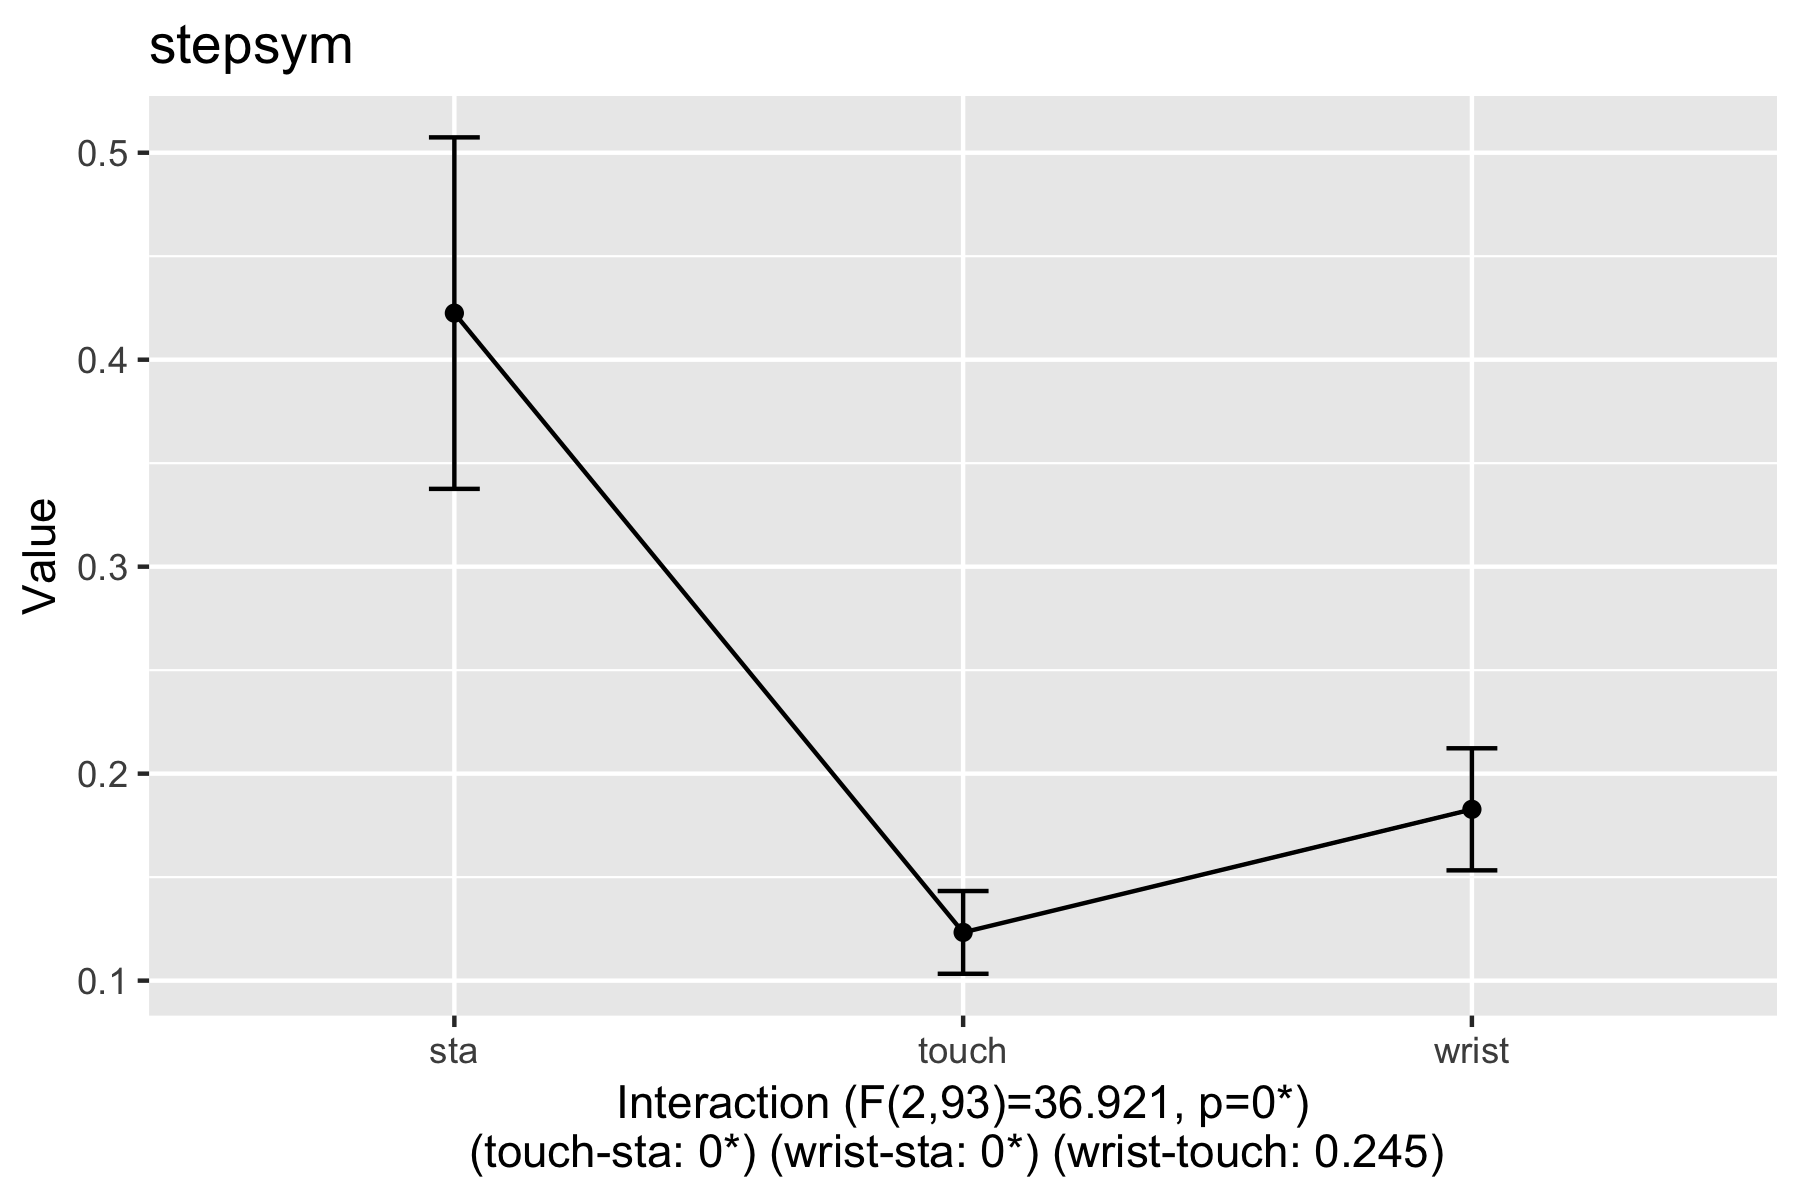 stepsym
0.5
0.4
0.3
0.2
0.1
Value
sta touch wrist
Interaction (F(2,93)=36.921, p=0*)
(touch-sta: 0*) (wrist-sta: 0*) (wrist-touch: 0.245)